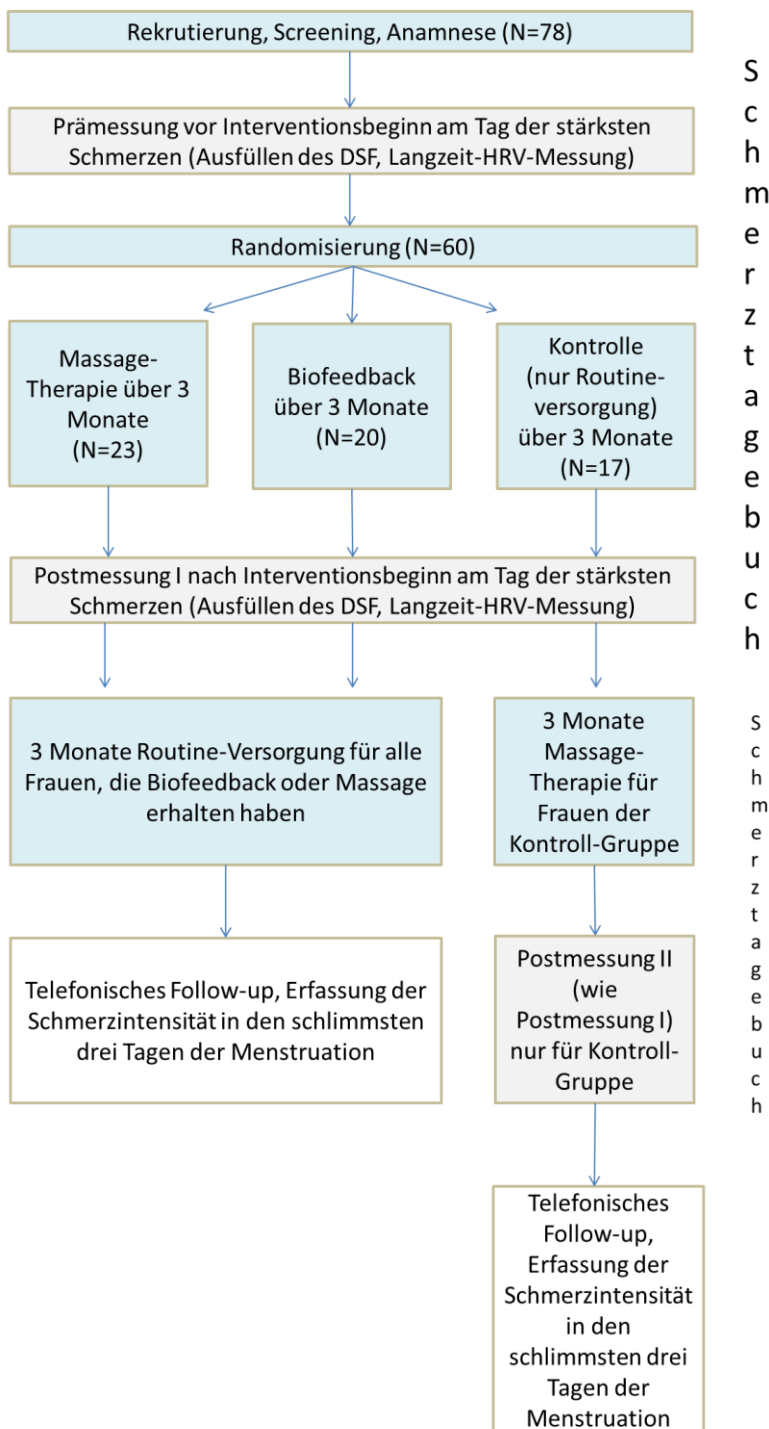 Rekrutierung, Screening, Anamnese (N=78)
Prämessung vor Interventionsbeginn am Tag der stärksten
Schmerzen (Ausfüllen des DSF, Langzeit-HRV-Messung)
Randomisierung (N=60)
Massage-
Therapie über 3
Monate
(N=23)
Biofeedback
über 3 Monate
(N=20)
Kontrolle
(nur Routine-
versorgung)
über 3 Monate
(N=17)
Postmessung I nach Interventionsbeginn am Tag der stärksten
Schmerzen (Ausfüllen des DSF, Langzeit-HRV-Messung)
3 Monate Routine-Versorgung für alle
Frauen, die Biofeedback oder Massage
erhalten haben
3 Monate
Massage-
Therapie für
Frauen der
Kontroll-Gruppe
Telefonisches Follow-up, Erfassung der
Schmerzintensität in den schlimmsten
drei Tagen der Menstruation
Postmessung II
(wie
Postmessung I)
nur für Kontroll-
Gruppe
Telefonisches
Follow-up,
Erfassung der
Schmerzintensität
in den
schlimmsten drei
Tagen der
Menstruation
Schmerztagebuch
Schmerztagebuch